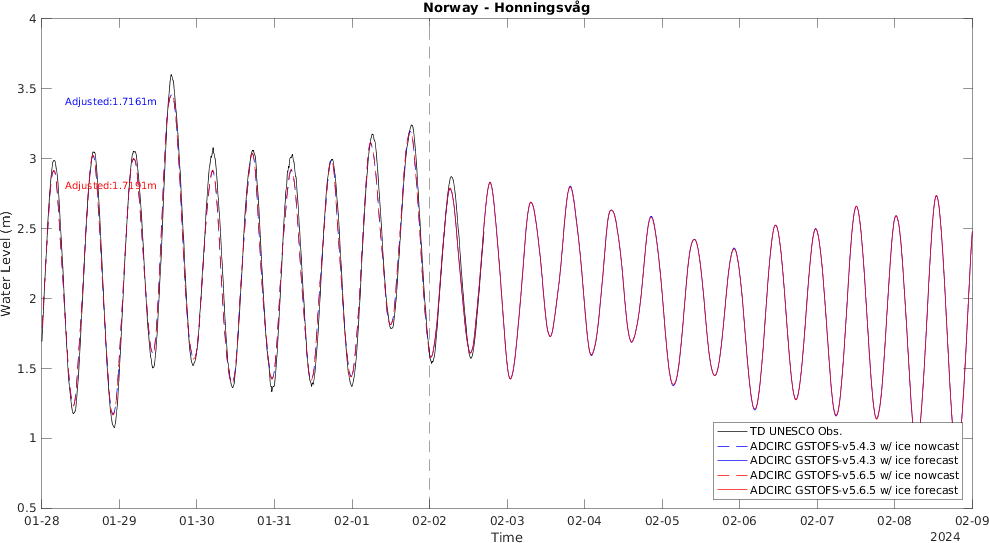 Norway - Honningsvåg
4
3.5
3
2.5
2
1.5
1
0.5
Water Level (m)
Adjusted:1.7161m
Adjusted:1.7191m
TD UNESCO Obs.
ADCIRC GSTOFS-v5.4.3 w/ ice nowcast
ADCIRC GSTOFS-v5.4.3 w/ ice forecast
ADCIRC GSTOFS-v5.6.5 w/ ice nowcast
ADCIRC GSTOFS-v5.6.5 w/ ice forecast
01-28 01-29 01-30 01-31 02-01 02-02 02-03 02-04 02-05 02-06 02-07 02-08 02-09
Time
2024